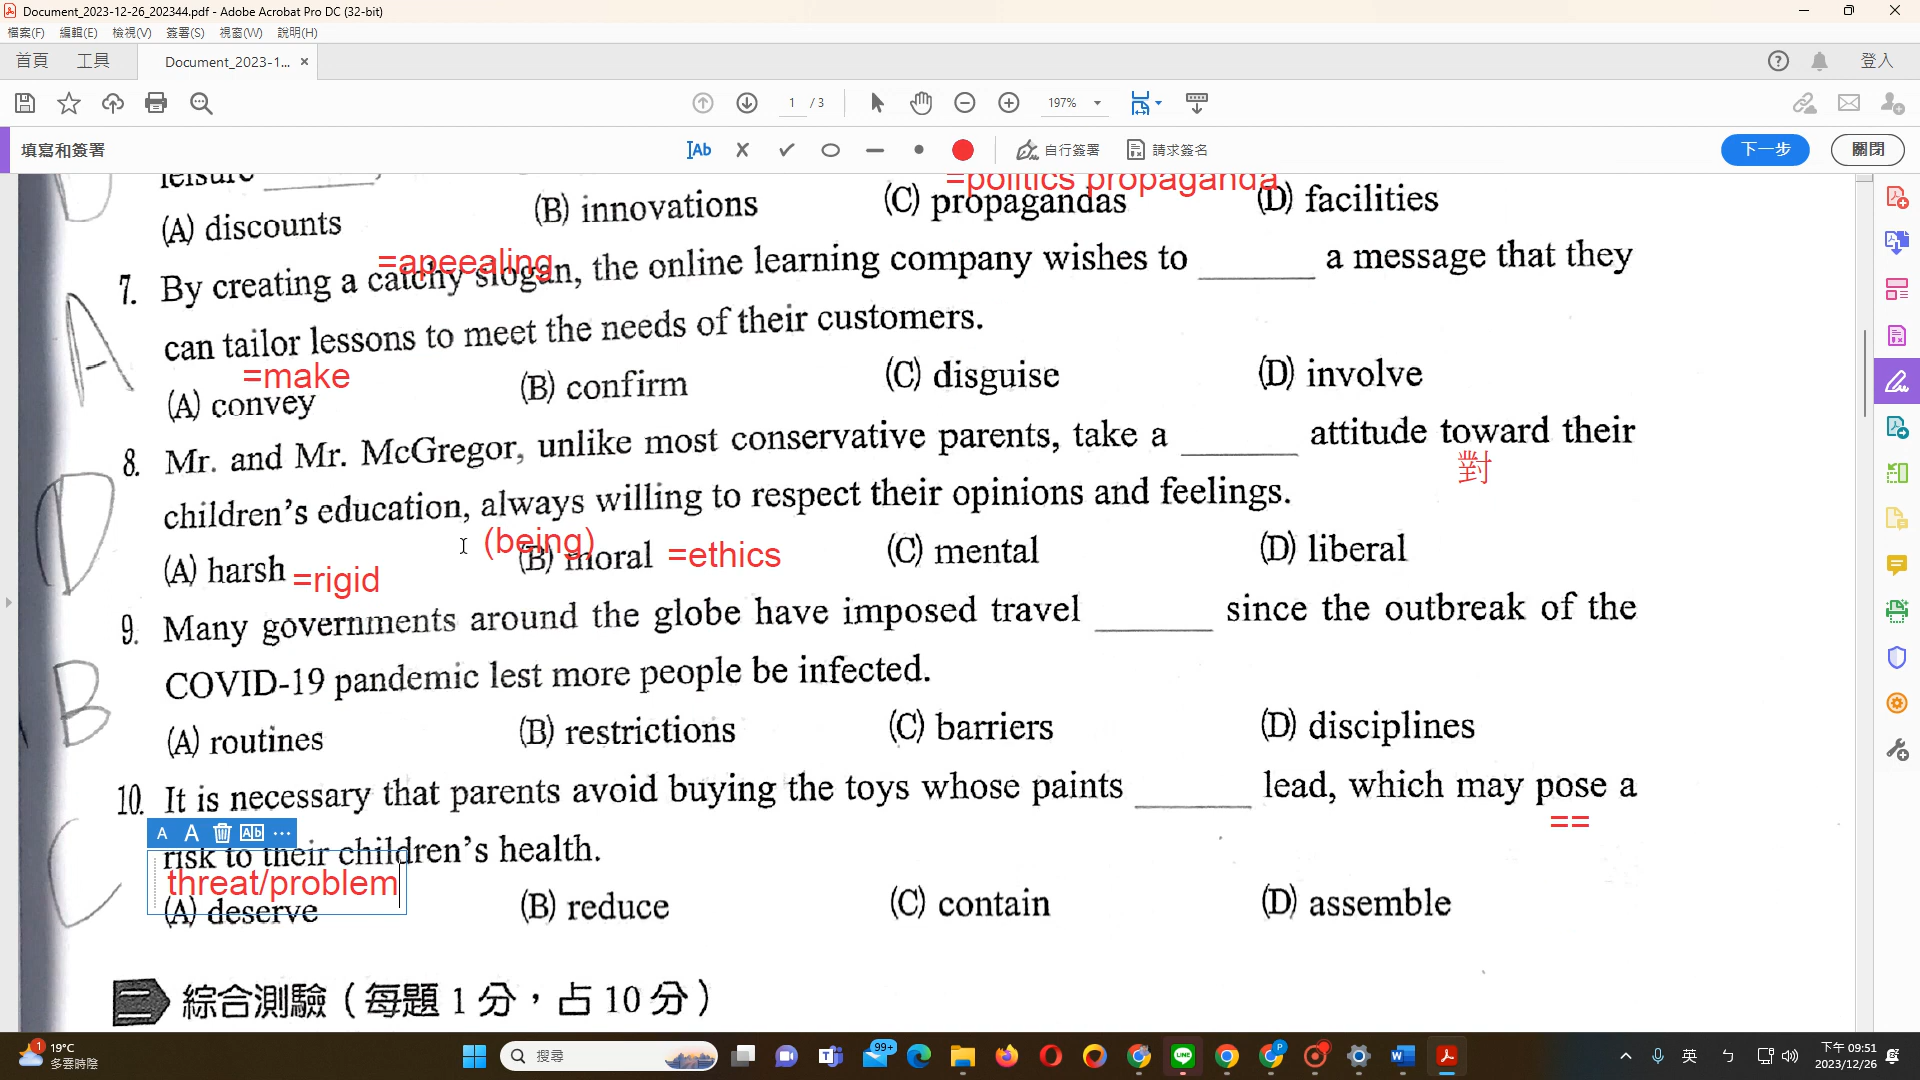 Document_2023-12-26_202344.pdf - Adobe Acrobat Pro DC (32-bit)
檔案(F) 編輯(E) 檢視(V) 簽署(S) 視窗(W) 說明(H)
首頁 工具 Document_2023-1... × 登入
1 / 3 197%
填寫和簽署 自行簽署 請求簽名 下一步 關閉
leisure ______,
=politics propaganda
(A) discounts (B) innovations (C) propagandas (D) facilities
=apeealing
7. By creating a catchy slogan, the online learning company wishes to ______ a message that they
A
can tailor lessons to meet the needs of their customers.
=make
(A) convey (B) confirm (C) disguise (D) involve
8. Mr. and Mr. McGregor, unlike most conservative parents, take a ______ attitude toward their
對
D
children's education, always willing to respect their opinions and feelings.
(being)
(A) harsh =rigid (B) moral =ethics (C) mental (D) liberal
9. Many governments around the globe have imposed travel ______ since the outbreak of the
B
COVID-19 pandemic lest more people be infected.
(A) routines (B) restrictions (C) barriers (D) disciplines
10. It is necessary that parents avoid buying the toys whose paints ______ lead, which may pose a
==
C
risk to their children's health.
threat/problem
(A) deserve (B) reduce (C) contain (D) assemble
二 綜合測驗(每題 1 分,占 10 分)
1 19°C
多雲時陰
搜尋
99+
英
下午 09:51
2023/12/26